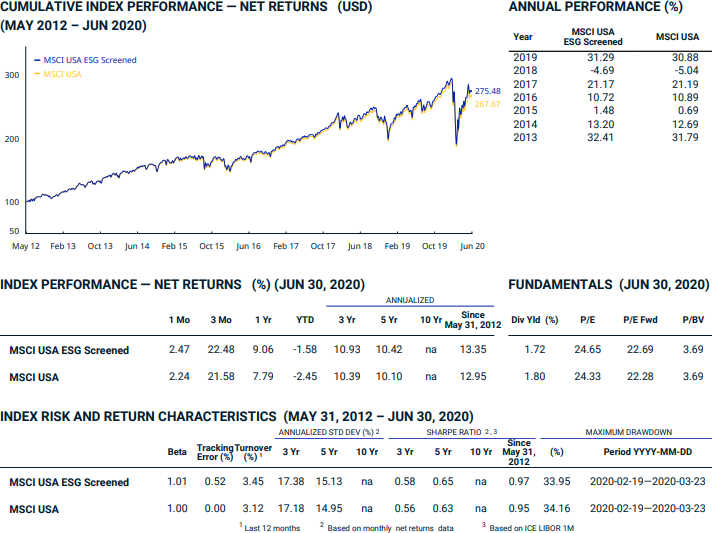 CUMULATIVE INDEX PERFORMANCE — NET RETURNS (USD)
(MAY 2012 – JUN 2020)
MSCI USA ESG Screened
MSCI USA
300
200
100
50
275.48
267.67
May 12 Feb 13 Oct 13 Jun 14 Feb 15 Oct 15 Jun 16 Feb 17 Oct 17 Jun 18 Feb 19 Oct 19 Jun 20
ANNUAL PERFORMANCE (%)
Year MSCI USA ESG Screened MSCI USA
2019 31.29 30.88
2018 -4.69 -5.04
2017 21.17 21.19
2016 10.72 10.89
2015 1.48 0.69
2014 13.20 12.69
2013 32.41 31.79
INDEX PERFORMANCE — NET RETURNS (%) (JUN 30, 2020)
ANNUALIZED
1 Mo 3 Mo 1 Yr YTD 3 Yr 5 Yr 10 Yr Since May 31, 2012
MSCI USA ESG Screened 2.47 22.48 9.06 -1.58 10.93 10.42 na 13.35
MSCI USA 2.24 21.58 7.79 -2.45 10.39 10.10 na 12.95
FUNDAMENTALS (JUN 30, 2020)
Div Yld (%) P/E P/E Fwd P/BV
1.72 24.65 22.69 3.69
1.80 24.33 22.28 3.69
INDEX RISK AND RETURN CHARACTERISTICS (MAY 31, 2012 – JUN 30, 2020)
ANNUALIZED STD DEV (%) 2 SHARPE RATIO 2,3 MAXIMUM DRAWDOWN
Beta Tracking Error (%) Turnover (%) 1 3 Yr 5 Yr 10 Yr 3 Yr 5 Yr 10 Yr Since May 31, 2012 (%) Period YYYY-MM-DD
MSCI USA ESG Screened 1.01 0.52 3.45 17.38 15.13 na 0.58 0.65 na 0.97 33.95 2020-02-19—2020-03-23
MSCI USA 1.00 0.00 3.12 17.18 14.95 na 0.56 0.63 na 0.95 34.16 2020-02-19—2020-03-23
1 Last 12 months 2 Based on monthly net returns data 3 Based on ICE LIBOR 1M